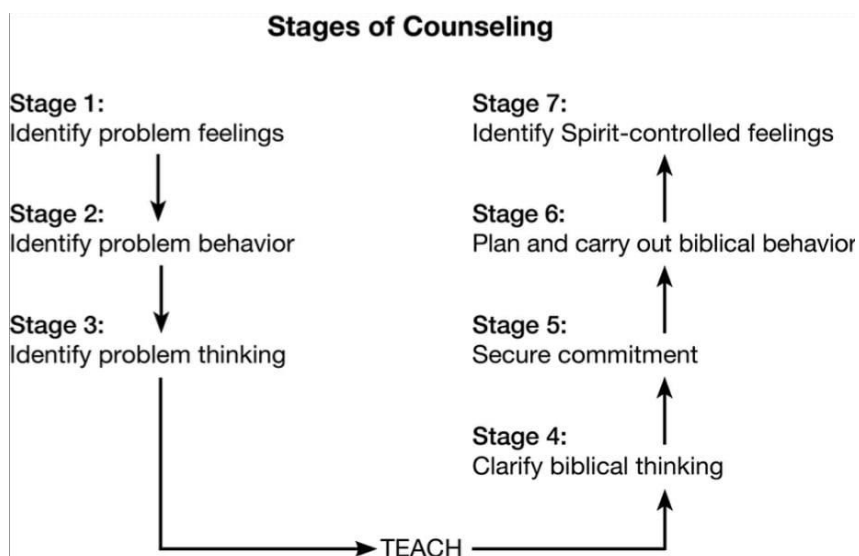 Stages of Counseling
Stage 1:
Identify problem feelings
Stage 2:
Identify problem behavior
Stage 3:
Identify problem thinking
TEACH
Stage 4:
Clarify biblical thinking
Stage 5:
Secure commitment
Stage 6:
Plan and carry out biblical behavior
Stage 7:
Identify Spirit-controlled feelings